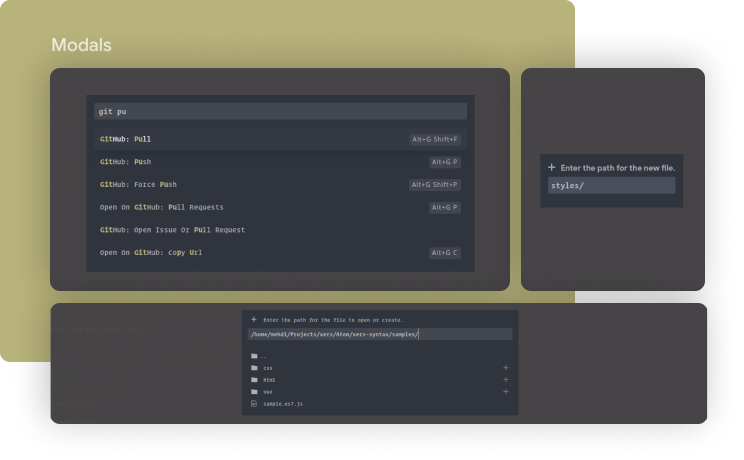 Modals
git pu
GitHub: Pull Alt+G Shift+F
GitHub: Push Alt+G P
GitHub: Force Push Alt+G Shift+P
Open On GitHub: Pull Requests Alt+G P
GitHub: Open Issue Or Pull Request
Open On GitHub: Copy Url Alt+G C
Enter the path for the new file.
styles/
Enter the path for the file to open or create.
/home/mehdi/Projects/xers/Atom/xers-syntax/samples/
..
css
html
vue
sample.es7.js